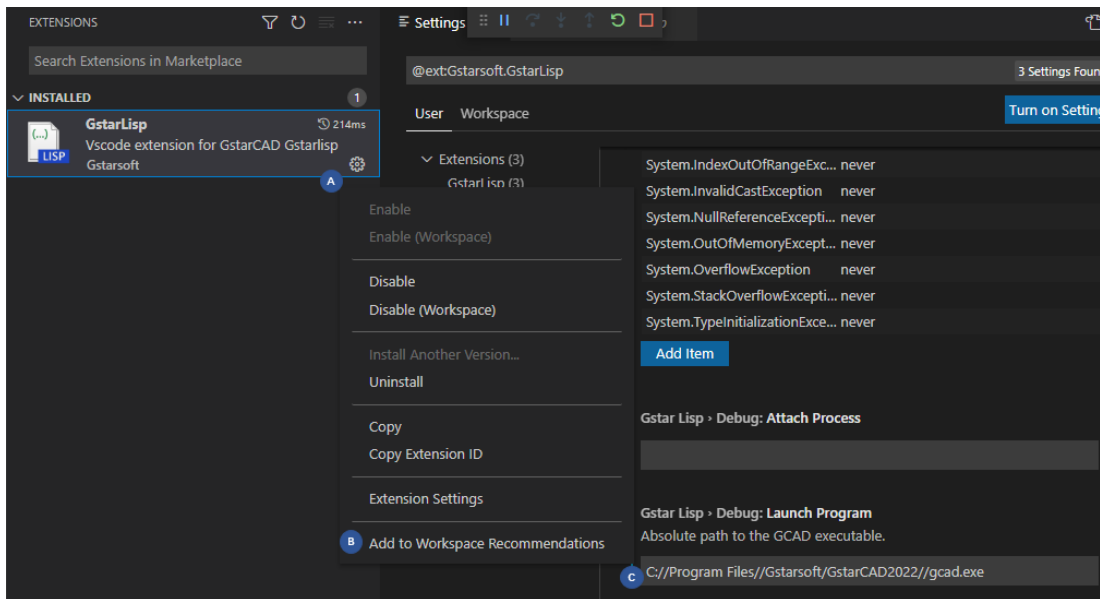 EXTENSIONS
Search Extensions in Marketplace
INSTALLED
1
(...)
LISP
GstarLisp
214ms
Vscode extension for GstarCAD Gstarlisp
Gstarsoft
A
Enable
Enable (Workspace)
Disable
Disable (Workspace)
Install Another Version...
Uninstall
Copy
Copy Extension ID
Extension Settings
B
Add to Workspace Recommendations
Settings
@ext:Gstarsoft.GstarLisp
3 Settings Foun
User
Workspace
Turn on Setting
Extensions (3)
GstarLisp (3)
System.IndexOutOfRangeExc... never
System.InvalidCastException never
System.NullReferenceExcepti... never
System.OutOfMemoryExcept... never
System.OverflowException never
System.StackOverflowExcepti... never
System.TypeInitializationExce... never
Add Item
Gstar Lisp › Debug: Attach Process
Gstar Lisp › Debug: Launch Program
Absolute path to the GCAD executable.
C
C://Program Files//Gstarsoft/GstarCAD2022//gcad.exe